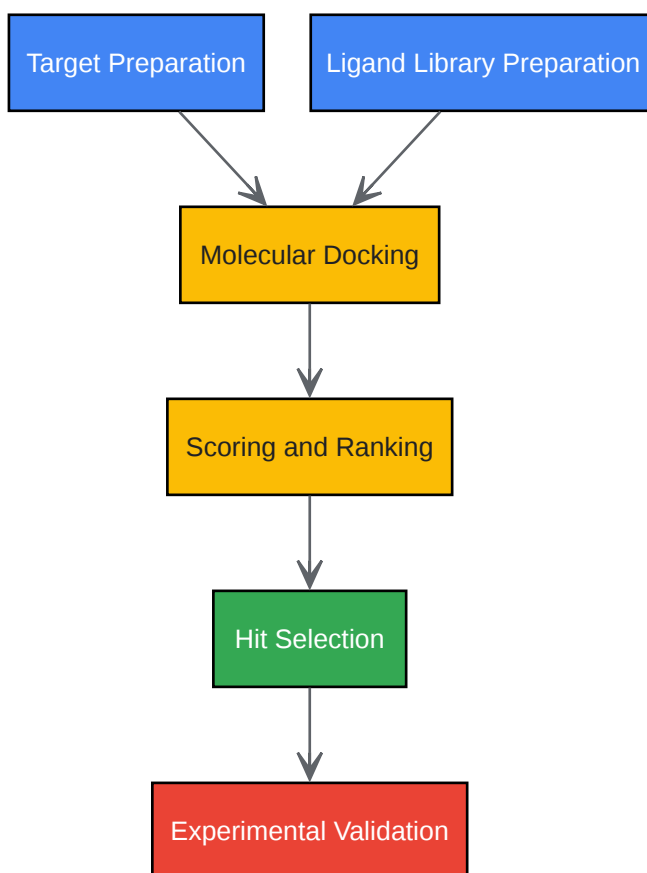 Target Preparation
Ligand Library Preparation
Molecular Docking
Scoring and Ranking
Hit Selection
Experimental Validation